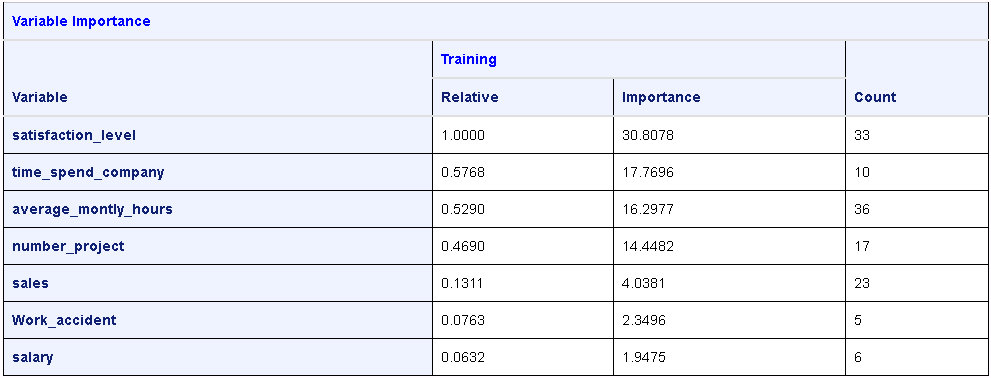 Variable Importance
Training
Variable Relative Importance Count
satisfaction_level 1.0000 30.8078 33
time_spend_company 0.5768 17.7696 10
average_montly_hours 0.5290 16.2977 36
number_project 0.4690 14.4482 17
sales 0.1311 4.0381 23
Work_accident 0.0763 2.3496 5
salary 0.0632 1.9475 6